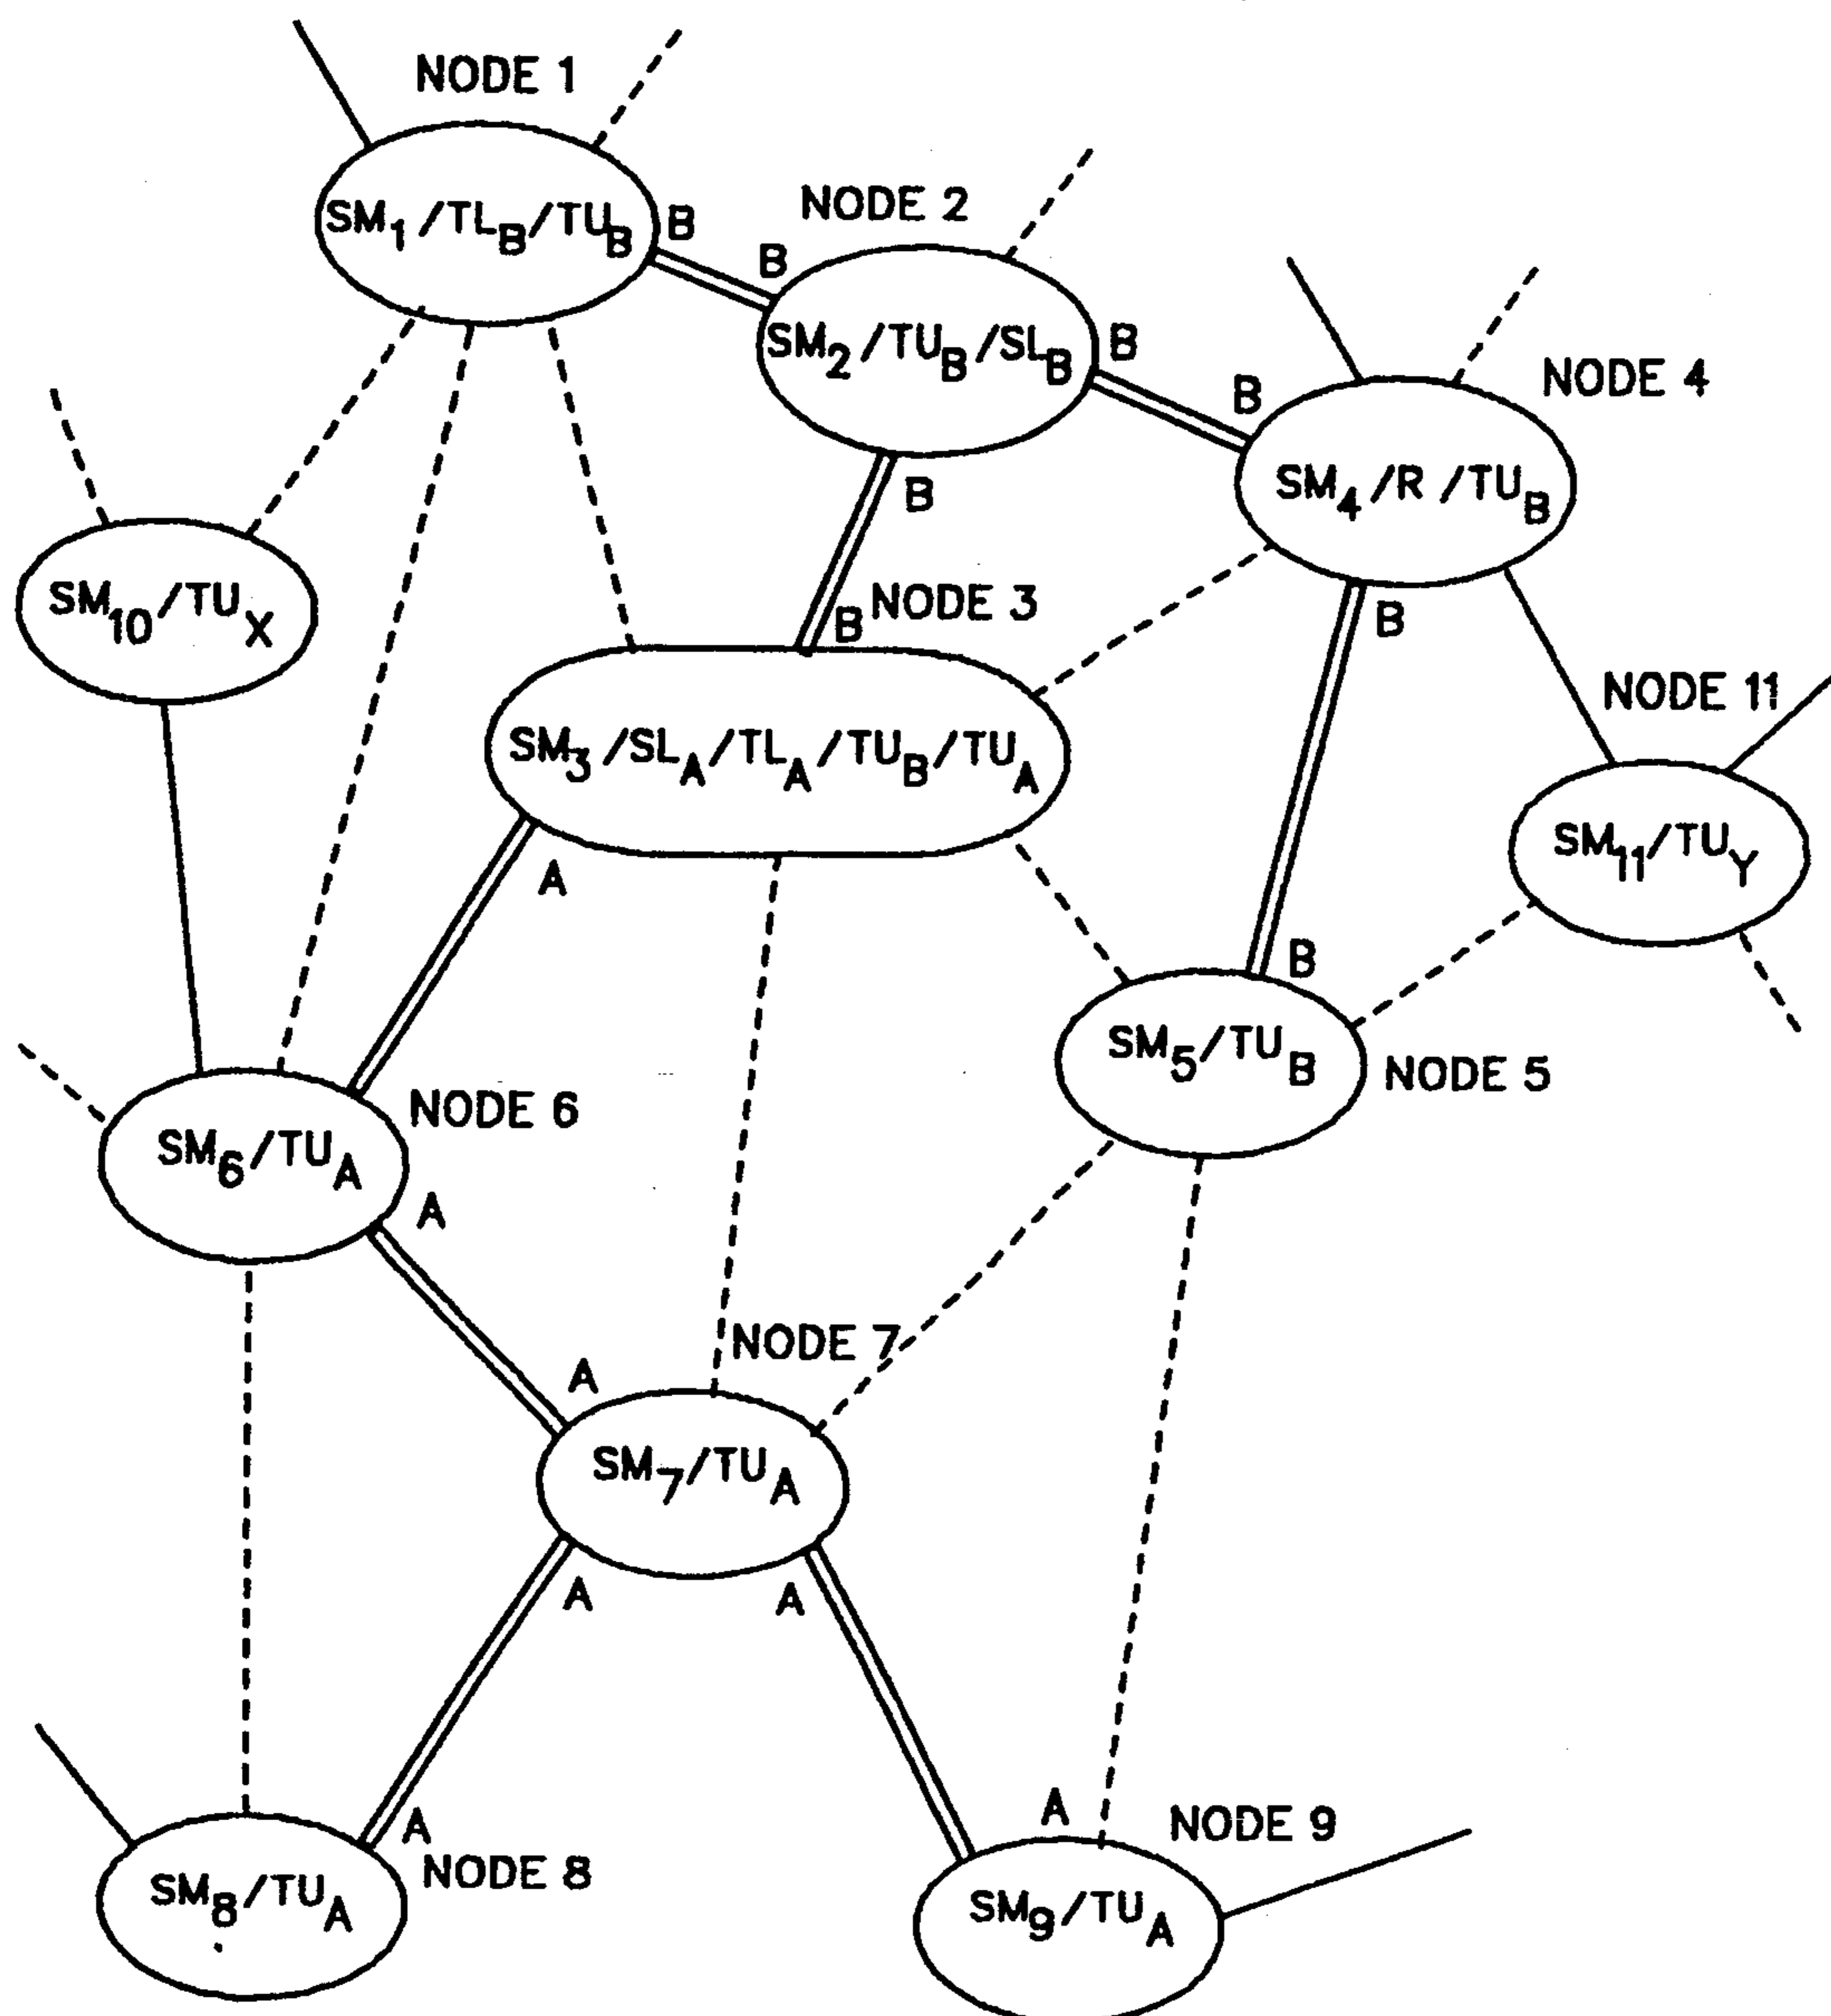 NODE 1
SM1/TLB/TUB
B
B
NODE 2
SM2/TUB/SLB
B
B
NODE 4
SM4/R/TUB
B
B
NODE 3
B
SM10/TUX
SM3/SLA/TLA/TUB/TUA
NODE 11
SM11/TUY
A
B
SM5/TUB
NODE 5
NODE 6
SM6/TUA
A
A
NODE 7
SM7/TUA
A
A
A
NODE 8
SM8/TUA
A
NODE 9
SM9/TUA